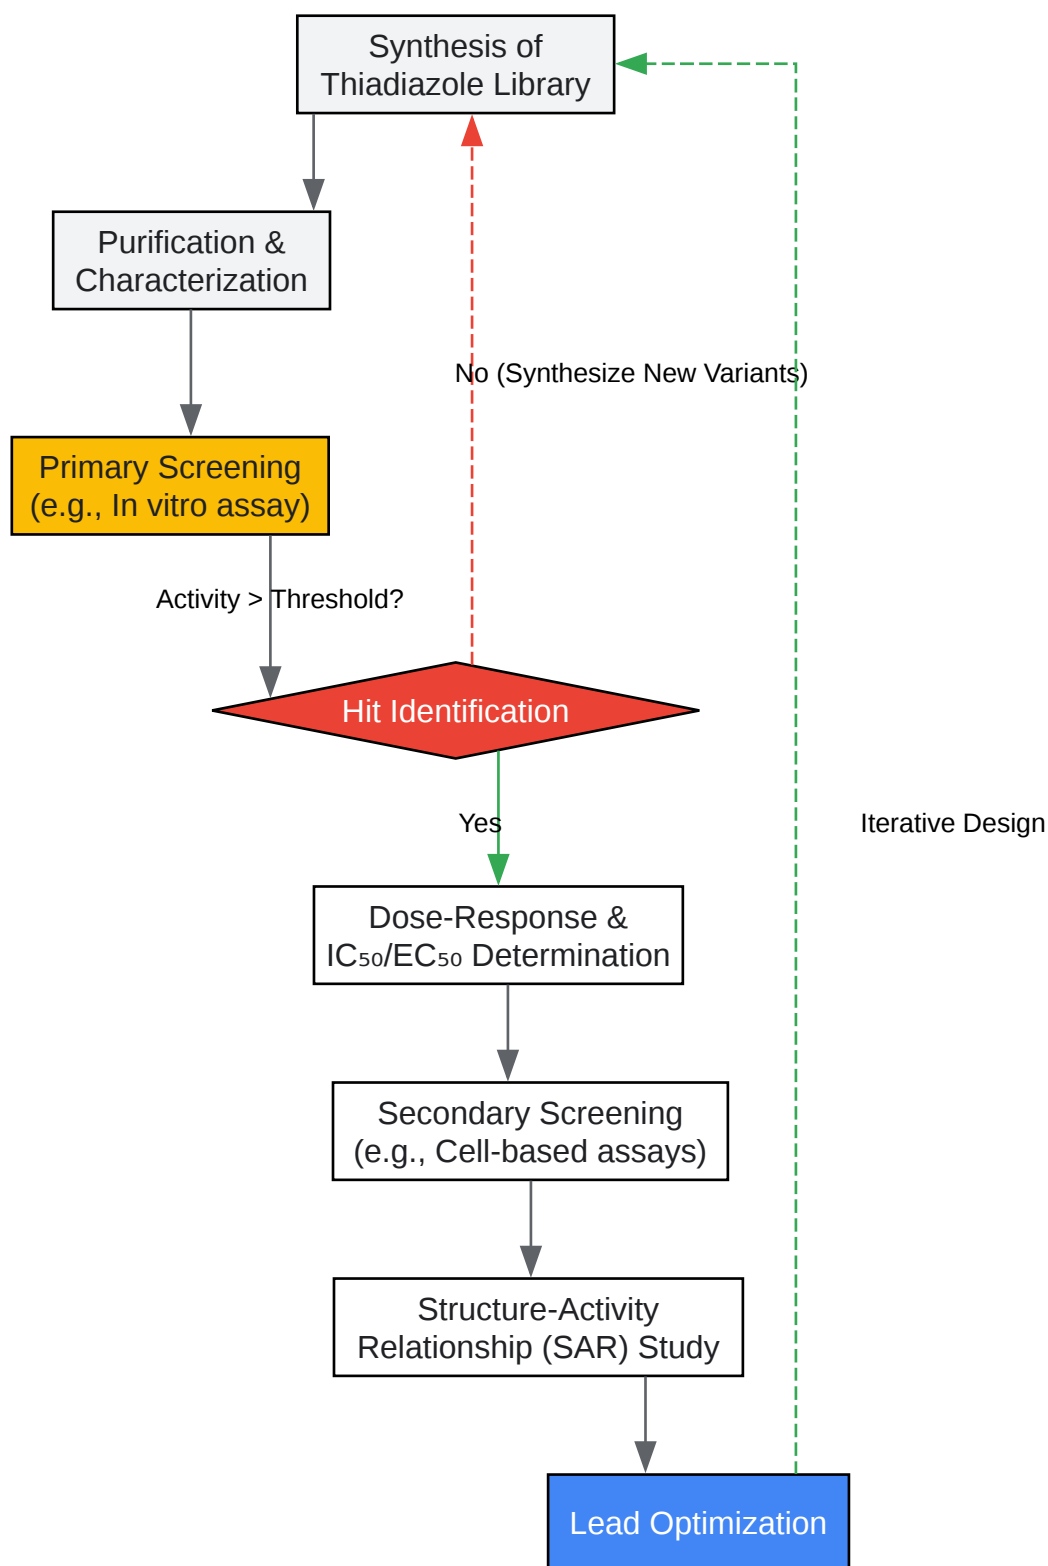 Synthesis of
Thiadiazole Library
Purification &
Characterization
No (Synthesize New Variants)
Primary Screening
(e.g., In vitro assay)
Activity > Threshold?
Hit Identification
Yes
Iterative Design
Dose-Response &
IC₅₀/EC₅₀ Determination
Secondary Screening
(e.g., Cell-based assays)
Structure-Activity
Relationship (SAR) Study
Lead Optimization